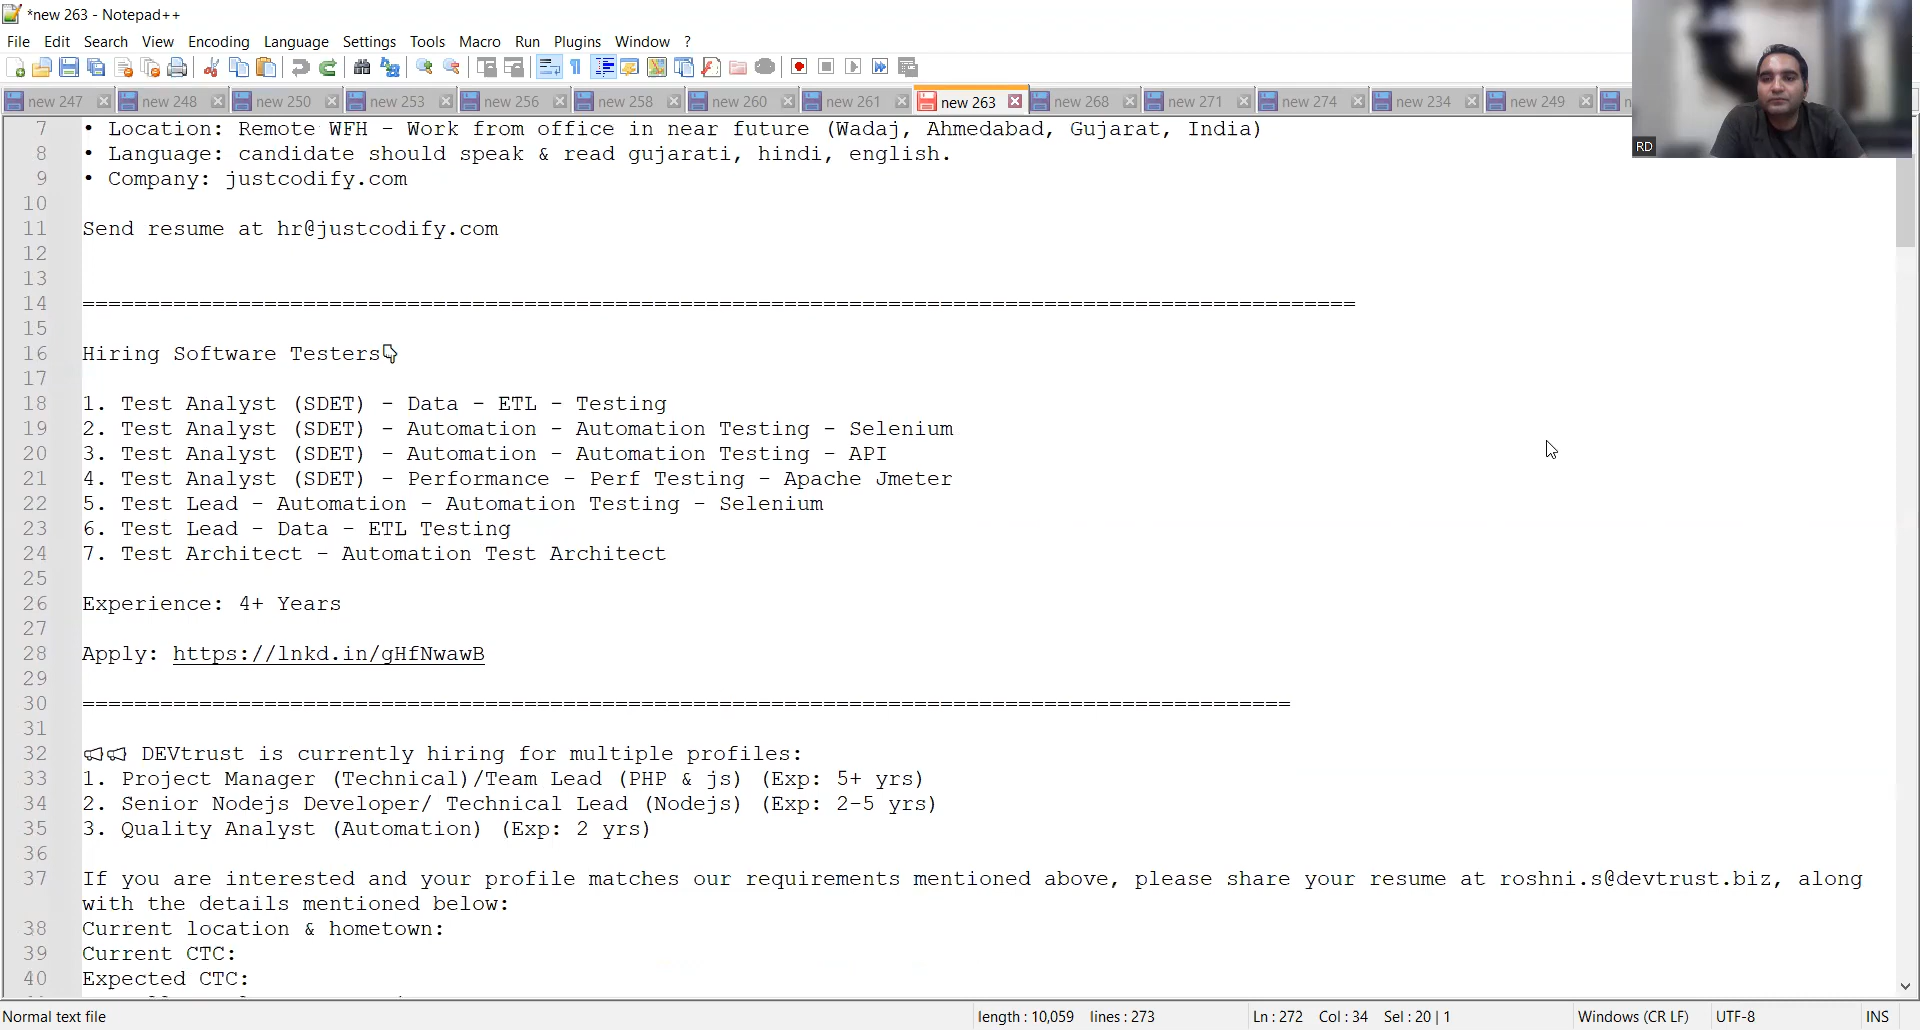 *new 263 - Notepad++
File Edit Search View Encoding Language Settings Tools Macro Run Plugins Window ?
new 247 new 248 new 250 new 253 new 256 new 258 new 260 new 261 new 263 new 268 new 271 new 274 new 234 new 249
RD
7 • Location: Remote WFH - Work from office in near future (Wadaj, Ahmedabad, Gujarat, India)
8 • Language: candidate should speak & read gujarati, hindi, english.
9 • Company: justcodify.com
10
11 Send resume at hr@justcodify.com
12
13
14 ==================================================================================================
15
16 Hiring Software Testers👇
17
18 1. Test Analyst (SDET) - Data - ETL - Testing
19 2. Test Analyst (SDET) - Automation - Automation Testing - Selenium
20 3. Test Analyst (SDET) - Automation - Automation Testing - API
21 4. Test Analyst (SDET) - Performance - Perf Testing - Apache Jmeter
22 5. Test Lead - Automation - Automation Testing - Selenium
23 6. Test Lead - Data - ETL Testing
24 7. Test Architect - Automation Test Architect
25
26 Experience: 4+ Years
27
28 Apply: https://lnkd.in/gHfNwawB
29
30 =============================================================================================
31
32 📢📢 DEVtrust is currently hiring for multiple profiles:
33 1. Project Manager (Technical)/Team Lead (PHP & js) (Exp: 5+ yrs)
34 2. Senior Nodejs Developer/ Technical Lead (Nodejs) (Exp: 2-5 yrs)
35 3. Quality Analyst (Automation) (Exp: 2 yrs)
36
37 If you are interested and your profile matches our requirements mentioned above, please share your resume at roshni.s@devtrust.biz, along
with the details mentioned below:
38 Current location & hometown:
39 Current CTC:
40 Expected CTC:
Normal text file length : 10,059 lines : 273 Ln : 272 Col : 34 Sel : 20 | 1 Windows (CR LF) UTF-8 INS